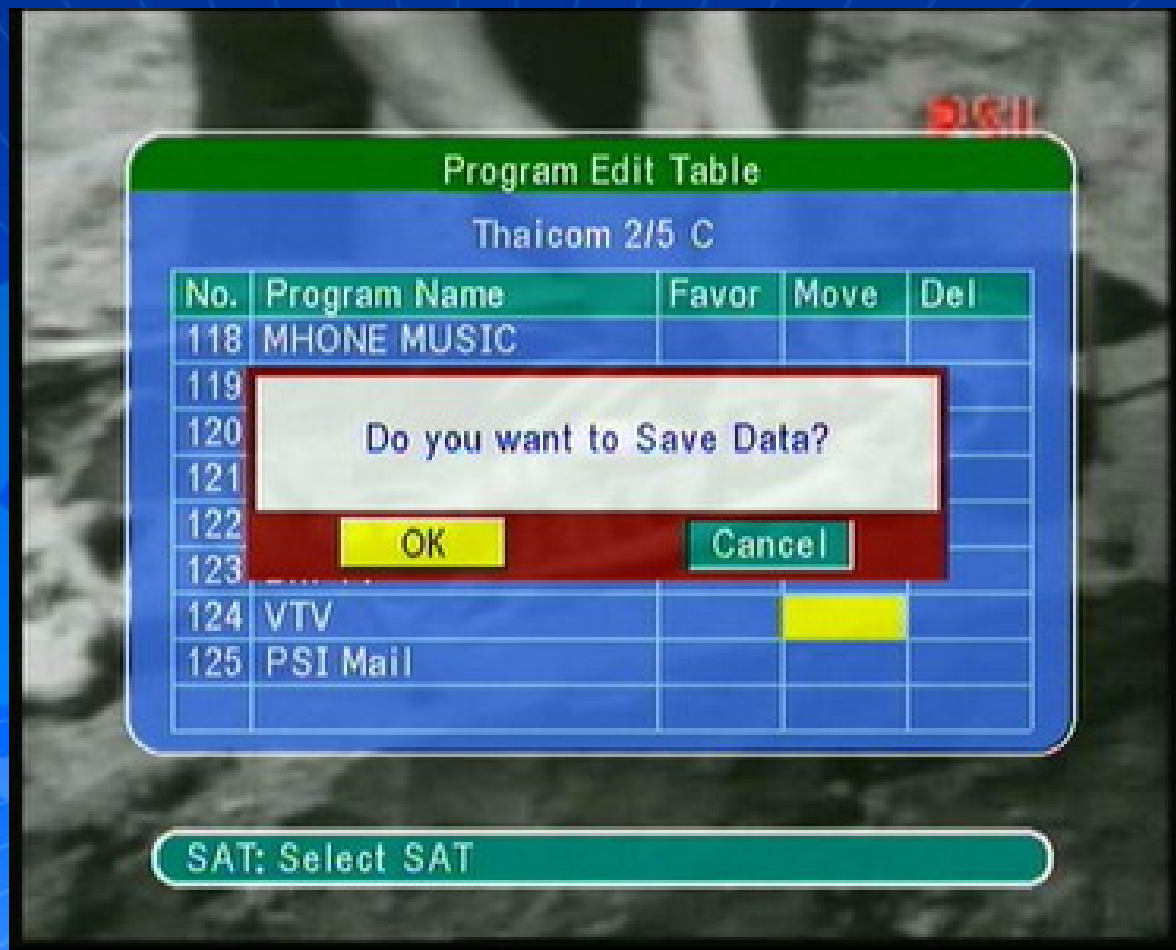 PSI
Program Edit Table
Thaicom 2/5 C
No. Program Name Favor Move Del
118 MHONE MUSIC
119
120
121
122
123
Do you want to Save Data?
OK Cancel
124 VTV
125 PSI Mail
SAT: Select SAT